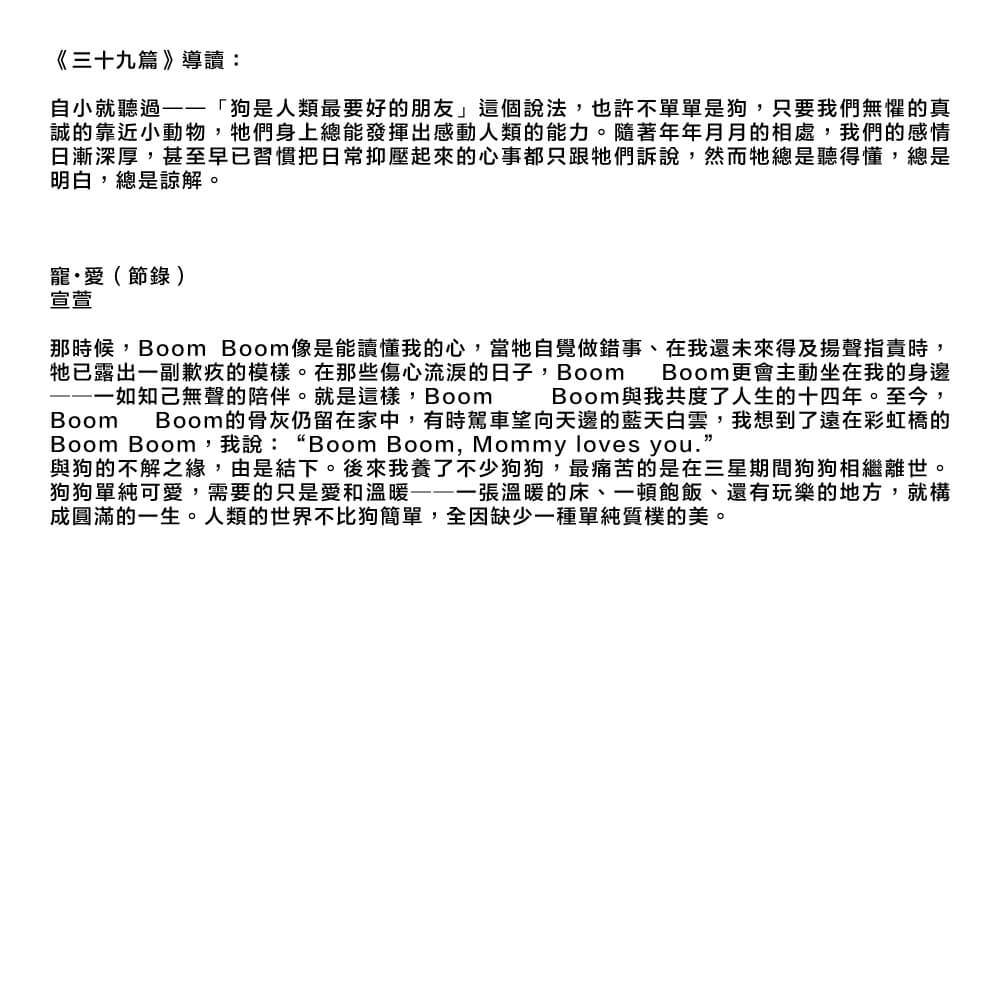 《三十九篇》導讀：
自小就聽過——「狗是人類最要好的朋友」這個說法，也許不單單是狗，只要我們無懼的真
誠的靠近小動物，牠們身上總能發揮出感動人類的能力。隨著年年月月的相處，我們的感情
日漸深厚，甚至早已習慣把日常抑壓起來的心事都只跟牠們訴說，然而牠總是聽得懂，總是
明白，總是諒解。
寵･愛（節錄）
宣萱
那時候，Boom Boom像是能讀懂我的心，當牠自覺做錯事、在我還未來得及揚聲指責時，
牠已露出一副歉疚的模樣。在那些傷心流淚的日子，Boom Boom更會主動坐在我的身邊
──一如知己無聲的陪伴。就是這樣，Boom Boom與我共度了人生的十四年。至今，
Boom Boom的骨灰仍留在家中，有時駕車望向天邊的藍天白雲，我想到了遠在彩虹橋的
Boom Boom，我說：“Boom Boom, Mommy loves you.”
與狗的不解之緣，由是結下。後來我養了不少狗狗，最痛苦的是在三星期間狗狗相繼離世。
狗狗單純可愛，需要的只是愛和溫暖──一張溫暖的床、一頓飽飯、還有玩樂的地方，就構
成圓滿的一生。人類的世界不比狗簡單，全因缺少一種單純質樸的美。